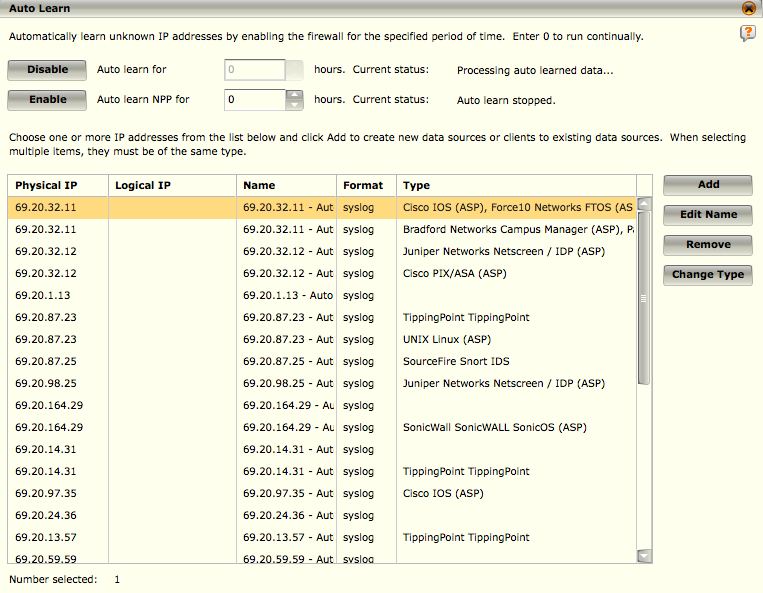 Auto Learn
Automatically learn unknown IP addresses by enabling the firewall for the specified period of time. Enter 0 to run continually.
Disable Auto learn for 0 hours. Current status: Processing auto learned data...
Enable Auto learn NPP for 0 hours. Current status: Auto learn stopped.
Choose one or more IP addresses from the list below and click Add to create new data sources or clients to existing data sources. When selecting
multiple items, they must be of the same type.
Physical IP Logical IP Name Format Type Add
69.20.32.11 69.20.32.11 - Aut syslog Cisco IOS (ASP), Force10 Networks FTOS (AS Edit Name
69.20.32.11 69.20.32.11 - Aut syslog Bradford Networks Campus Manager (ASP), Pa
69.20.32.12 69.20.32.12 - Aut syslog Juniper Networks Netscreen / IDP (ASP) Remove
69.20.32.12 69.20.32.12 - Aut syslog Cisco PIX/ASA (ASP) Change Type
69.20.1.13 69.20.1.13 - Auto syslog
69.20.87.23 69.20.87.23 - Aut syslog TippingPoint TippingPoint
69.20.87.23 69.20.87.23 - Aut syslog UNIX Linux (ASP)
69.20.87.25 69.20.87.25 - Aut syslog SourceFire Snort IDS
69.20.98.25 69.20.98.25 - Aut syslog Juniper Networks Netscreen / IDP (ASP)
69.20.164.29 69.20.164.29 - Au syslog
69.20.164.29 69.20.164.29 - Au syslog SonicWall SonicWALL SonicOS (ASP)
69.20.14.31 69.20.14.31 - Aut syslog
69.20.14.31 69.20.14.31 - Aut syslog TippingPoint TippingPoint
69.20.97.35 69.20.97.35 - Aut syslog Cisco IOS (ASP)
69.20.24.36 69.20.24.36 - Aut syslog
69.20.13.57 69.20.13.57 - Aut syslog TippingPoint TippingPoint
69.20.59.59 69.20.59.59 - Aut syslog
Number selected: 1